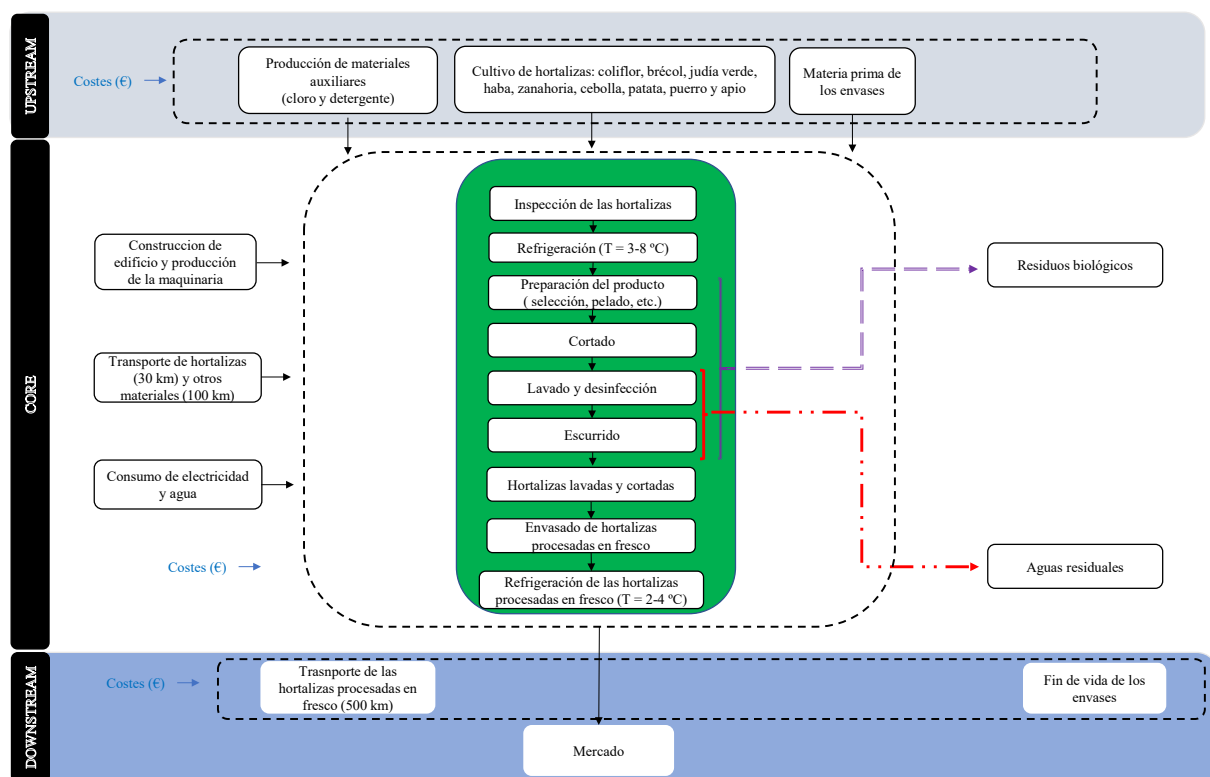 UPSTREAM
Costes (€)
Producción de materiales
auxiliares
(cloro y detergente)
Cultivo de hortalizas: coliflor, brécol, judía verde,
haba, zanahoria, cebolla, patata, puerro y apio
Materia prima de
los envases
CORE
Construccion de
edificio y producción
de la maquinaria
Transporte de hortalizas
(30 km) y otros
materiales (100 km)
Consumo de electricidad
y agua
Costes (€)
Inspección de las hortalizas
Refrigeración (T = 3-8 ºC)
Preparación del producto
( selección, pelado, etc.)
Cortado
Lavado y desinfección
Escurrido
Hortalizas lavadas y cortadas
Envasado de hortalizas
procesadas en fresco
Refrigeración de las hortalizas
procesadas en fresco (T = 2-4 ºC)
Residuos biológicos
Aguas residuales
DOWNSTREAM
Costes (€)
Trasnporte de las
hortalizas procesadas en
fresco (500 km)
Fin de vida de los
envases
Mercado